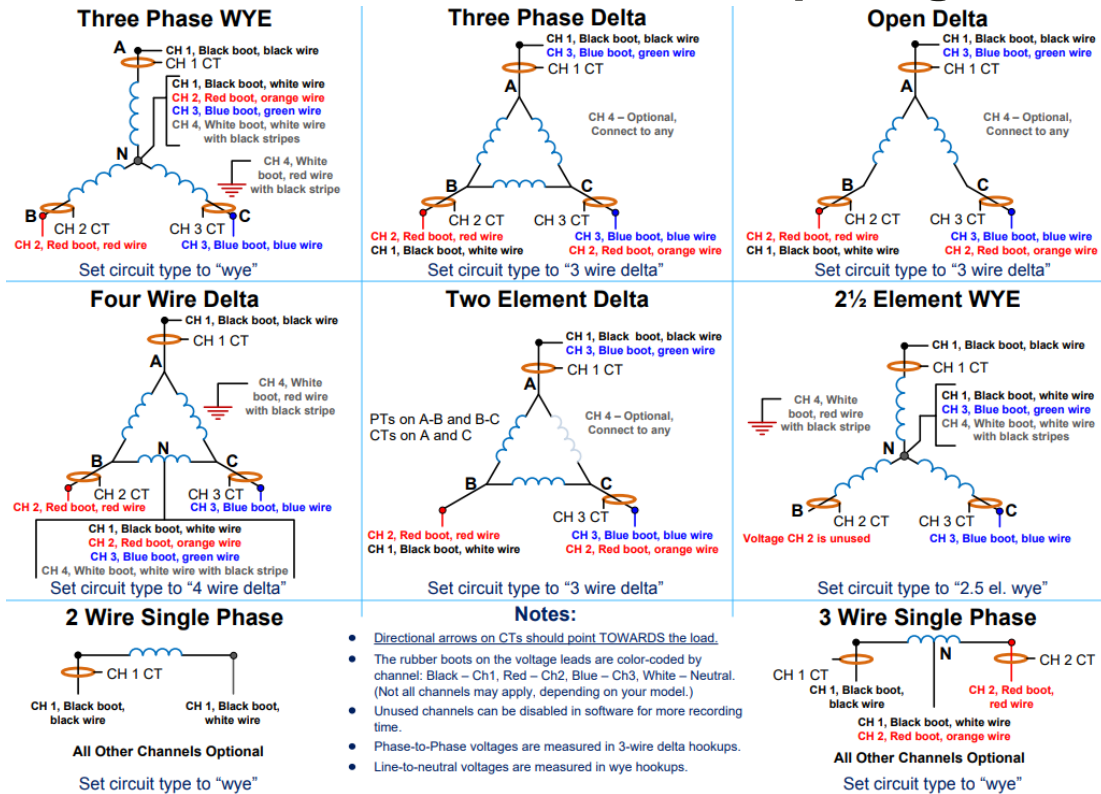 Three Phase WYE
A
CH 1, Black boot, black wire
CH 1 CT
CH 1, Black boot, white wire
CH 2, Red boot, orange wire
CH 3, Blue boot, green wire
CH 4, White boot, white wire
with black stripes
N
CH 4, White
boot, red wire
with black stripe
B
CH 2 CT
CH 3 CT
C
CH 2, Red boot, red wire
CH 3, Blue boot, blue wire
Set circuit type to “wye”
Three Phase Delta
CH 1, Black boot, black wire
CH 3, Blue boot, green wire
CH 1 CT
A
CH 4 – Optional,
Connect to any
B
C
CH 2 CT
CH 3 CT
CH 2, Red boot, red wire
CH 1, Black boot, white wire
CH 3, Blue boot, blue wire
CH 2, Red boot, orange wire
Set circuit type to “3 wire delta”
Open Delta
CH 1, Black boot, black wire
CH 3, Blue boot, green wire
CH 1 CT
A
CH 4 – Optional,
Connect to any
B
C
CH 2 CT
CH 3 CT
CH 2, Red boot, red wire
CH 1, Black boot, white wire
CH 3, Blue boot, blue wire
CH 2, Red boot, orange wire
Set circuit type to “3 wire delta”
Four Wire Delta
CH 1, Black boot, black wire
CH 1 CT
A
CH 4, White
boot, red wire
with black stripe
N
B
C
CH 2 CT
CH 3 CT
CH 2, Red boot, red wire
CH 3, Blue boot, blue wire
CH 1, Black boot, white wire
CH 2, Red boot, orange wire
CH 3, Blue boot, green wire
CH 4, White boot, white wire with black stripe
Set circuit type to “4 wire delta”
Two Element Delta
CH 1, Black boot, black wire
CH 3, Blue boot, green wire
CH 1 CT
A
PTs on A-B and B-C
CTs on A and C
CH 4 – Optional,
Connect to any
B
C
CH 3 CT
CH 2, Red boot, red wire
CH 1, Black boot, white wire
CH 3, Blue boot, blue wire
CH 2, Red boot, orange wire
Set circuit type to “3 wire delta”
2½ Element WYE
CH 1, Black boot, black wire
CH 1 CT
CH 4, White
boot, red wire
with black stripe
CH 1, Black boot, white wire
CH 3, Blue boot, green wire
CH 4, White boot, white wire
with black stripes
N
B
CH 2 CT
CH 3 CT
C
Voltage CH 2 is unused
CH 3, Blue boot, blue wire
Set circuit type to “2.5 el. wye”
2 Wire Single Phase
CH 1 CT
CH 1, Black boot,
black wire
CH 1, Black boot,
white wire
All Other Channels Optional
Set circuit type to “wye”
Notes:
• Directional arrows on CTs should point TOWARDS the load.
• The rubber boots on the voltage leads are color-coded by
channel: Black – Ch1, Red – Ch2, Blue – Ch3, White – Neutral.
(Not all channels may apply, depending on your model.)
• Unused channels can be disabled in software for more recording
time.
• Phase-to-Phase voltages are measured in 3-wire delta hookups.
• Line-to-neutral voltages are measured in wye hookups.
3 Wire Single Phase
N
CH 1 CT
CH 2 CT
CH 1, Black boot,
black wire
CH 2, Red boot,
red wire
CH 1, Black boot, white wire
CH 2, Red boot, orange wire
All Other Channels Optional
Set circuit type to “wye”